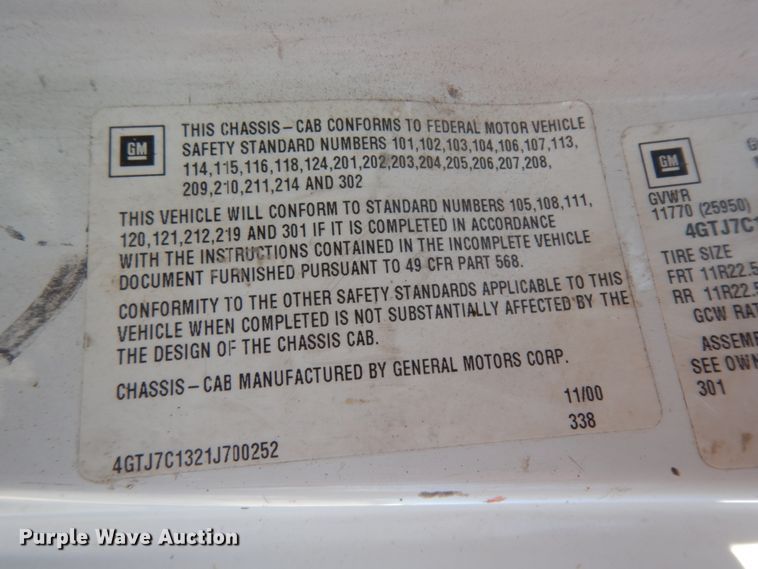 GM
THIS CHASSIS-CAB CONFORMS TO FEDERAL MOTOR VEHICLE
SAFETY STANDARD NUMBERS 101,102,103,104,106,107,113,
114,115,116,118,124,201,202,203,204,205,206,207,208,
209,210,211,214 AND 302
THIS VEHICLE WILL CONFORM TO STANDARD NUMBERS 105,108,111,
120,121,212,219 AND 301 IF IT IS COMPLETED IN ACCORDANCE
WITH THE INSTRUCTIONS CONTAINED IN THE INCOMPLETE VEHICLE
DOCUMENT FURNISHED PURSUANT TO 49 CFR PART 568.
CONFORMITY TO THE OTHER SAFETY STANDARDS APPLICABLE TO THIS
VEHICLE WHEN COMPLETED IS NOT SUBSTANTIALLY AFFECTED BY THE
THE DESIGN OF THE CHASSIS CAB.
CHASSIS-CAB MANUFACTURED BY GENERAL MOTORS CORP.
11/00
338
4GTJ7C1321J700252
GM
GVWR
11770 (25950)
4GTJ7C1
TIRE SIZE
FRT 11R22.5
RR 11R22.5
GCW RAT
ASSEM
SEE OWN
301
Purple Wave Auction